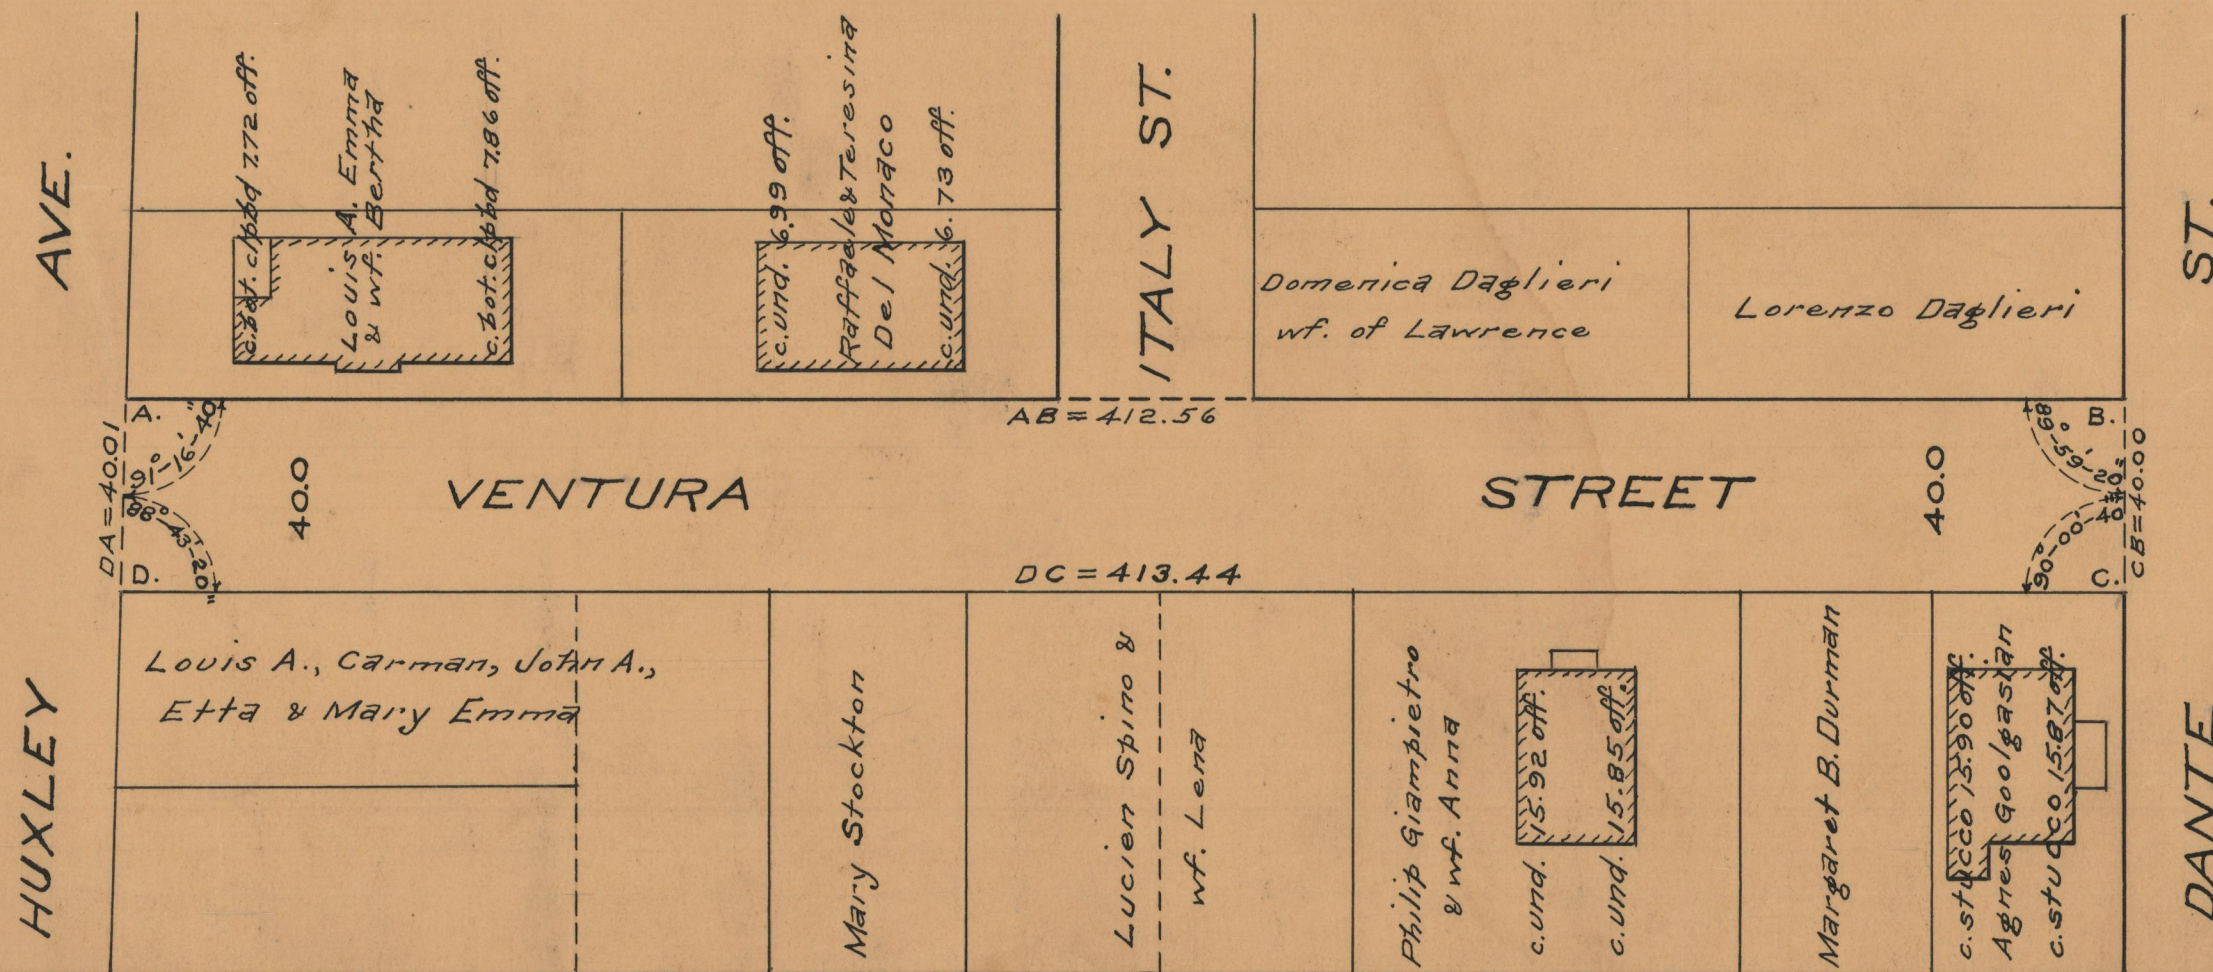 AVE.
c.bot. clpbd 7.72 off.
Louis A. Emma
& wf. Bertha
c.bot. clpbd 7.86 off.
c.und. 6.99 off.
Raffaele & Teresina
Del Monaco
c.und. 6.73 off.
ITALY ST.
Domenica Daglieri
wf. of Lawrence
Lorenzo Daglieri
ST.
A.
91°-16'-40"
AB = 412.56
B.
89°-59'-20"
DA = 40.01
40.0
VENTURA STREET
40.0
CB = 40.00
88°-43'-20"
D.
DC = 413.44
90°-00'-40"
C.
HUXLEY
Louis A., Carman, John A.,
Etta & Mary Emma
Mary Stockton
Lucien Spino &
wf. Lena
Philip Giampietro
& wf. Anna
c.und. 15.92 off.
c.und. 15.85 off.
Margaret B. Durman
c.stucco 15.90 off.
Agnes Goolgasian
c.stucco 15.87 off.
DANTE